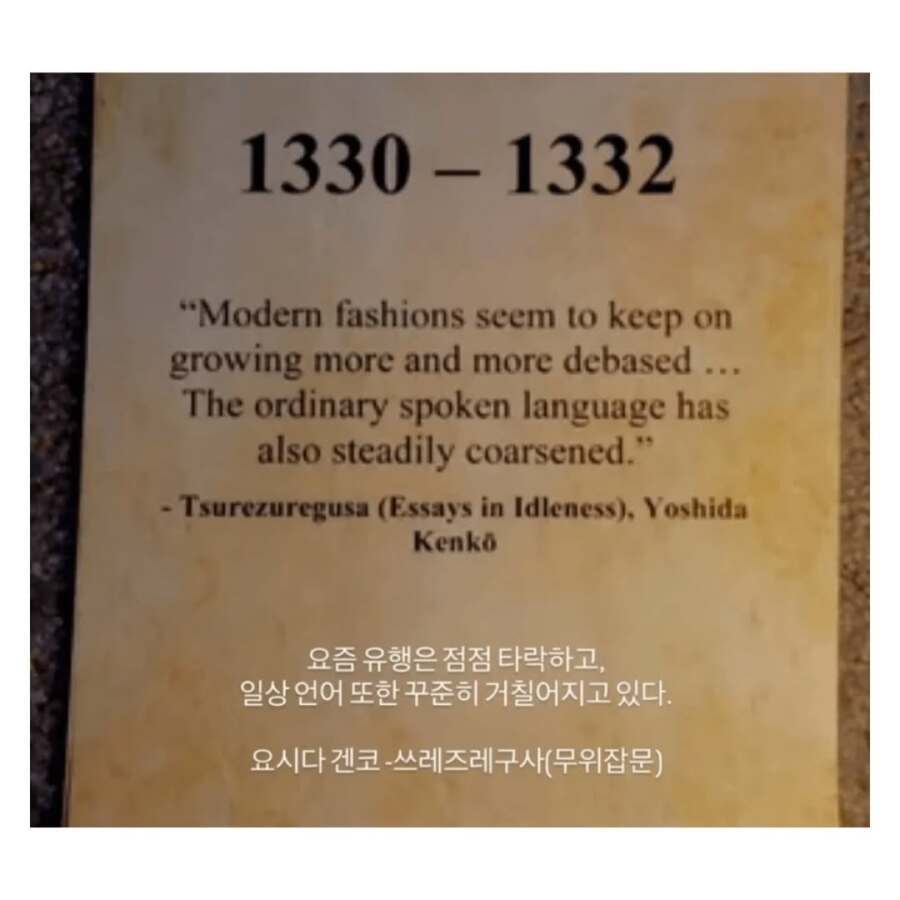 1330 – 1332
“Modern fashions seem to keep on
growing more and more debased …
The ordinary spoken language has
also steadily coarsened.”
- Tsurezuregusa (Essays in Idleness), Yoshida
Kenkō
요즘 유행은 점점 타락하고,
일상 언어 또한 꾸준히 거칠어지고 있다.
요시다 겐코 -쓰레즈레구사(무위잡문)